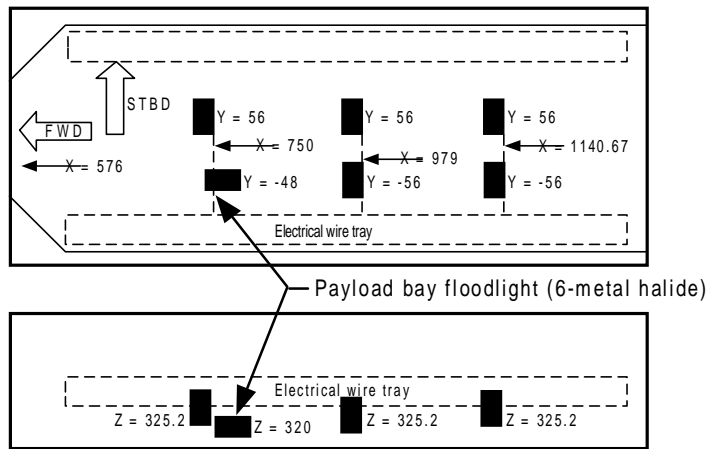 STBD
FWD
X = 576
Y = 56
Y = 56
Y = 56
X = 750
X = 979
X = 1140.67
Y = -48
Y = -56
Y = -56
Electrical wire tray
Payload bay floodlight (6-metal halide)
Electrical wire tray
Z = 325.2
Z = 320
Z = 325.2
Z = 325.2